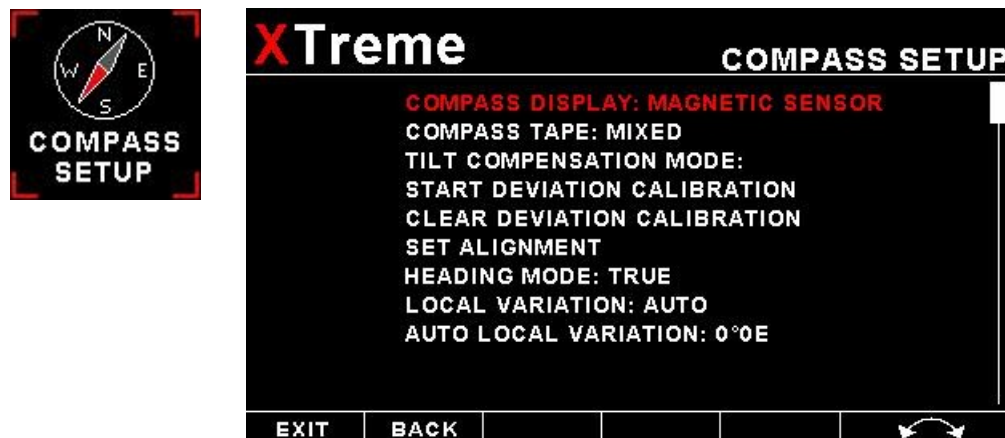 N
W E
S
COMPASS
SETUP
XTreme
COMPASS SETUP
COMPASS DISPLAY: MAGNETIC SENSOR
COMPASS TAPE: MIXED
TILT COMPENSATION MODE:
START DEVIATION CALIBRATION
CLEAR DEVIATION CALIBRATION
SET ALIGNMENT
HEADING MODE: TRUE
LOCAL VARIATION: AUTO
AUTO LOCAL VARIATION: 0°0E
EXIT BACK